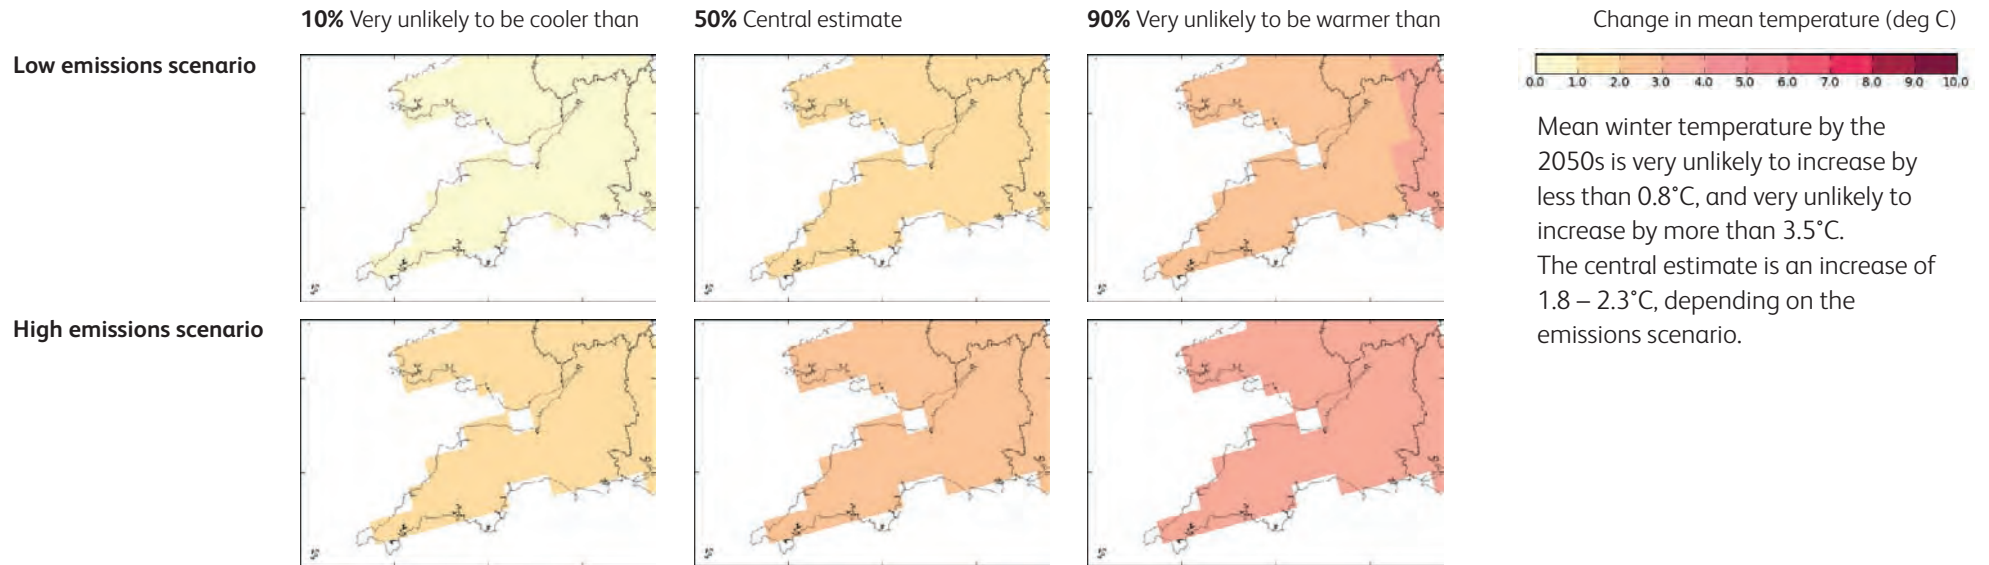 10% Very unlikely to be cooler than
50% Central estimate
90% Very unlikely to be warmer than
Change in mean temperature (deg C)
Low emissions scenario
0.0 1.0 2.0 3.0 4.0 5.0 6.0 7.0 8.0 9.0 10.0
Mean winter temperature by the
2050s is very unlikely to increase by
less than 0.8˚C, and very unlikely to
increase by more than 3.5˚C.
The central estimate is an increase of
1.8 – 2.3˚C, depending on the
emissions scenario.
High emissions scenario